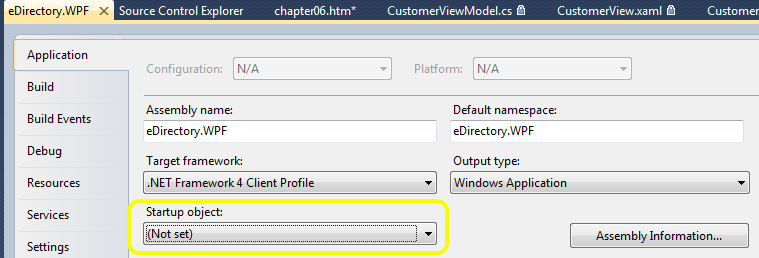 eDirectory.WPF Source Control Explorer chapter06.htm* CustomerViewModel.cs CustomerView.xaml Customer
Application
Configuration: N/A Platform: N/A
Build
Assembly name: Default namespace:
Build Events
eDirectory.WPF eDirectory.WPF
Debug
Target framework: Output type:
Resources
.NET Framework 4 Client Profile Windows Application
Services
Startup object:
(Not set) Assembly Information...
Settings